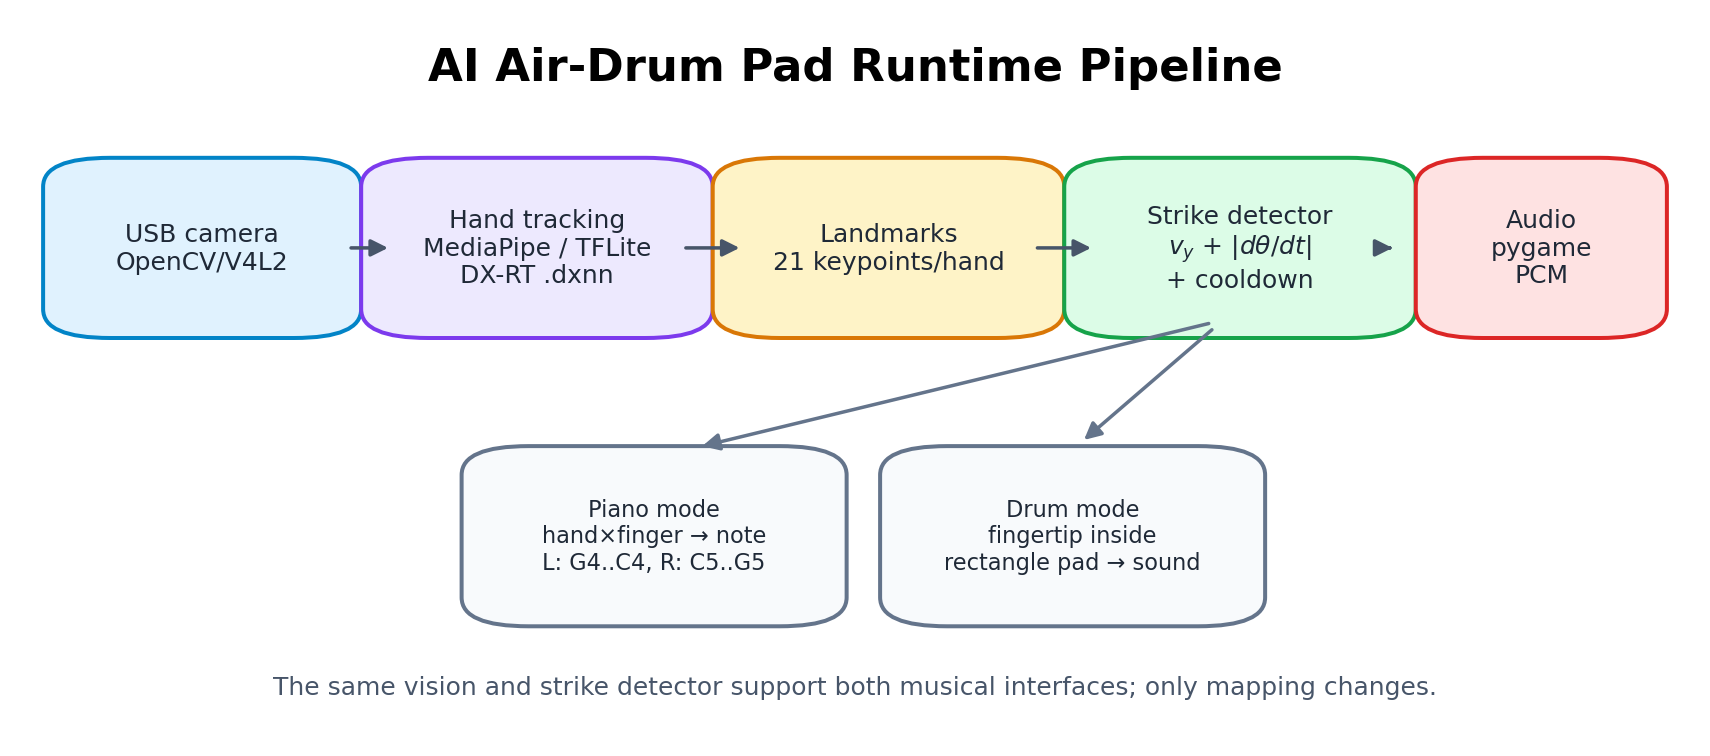 AI Air-Drum Pad Runtime Pipeline
USB camera
OpenCV/V4L2
Hand tracking
MediaPipe / TFLite
DX-RT .dxnn
Landmarks
21 keypoints/hand
Strike detector
v_y + |dθ/dt|
+ cooldown
Audio
pygame
PCM
Piano mode
hand×finger → note
L: G4..C4, R: C5..G5
Drum mode
fingertip inside
rectangle pad → sound
The same vision and strike detector support both musical interfaces; only mapping changes.